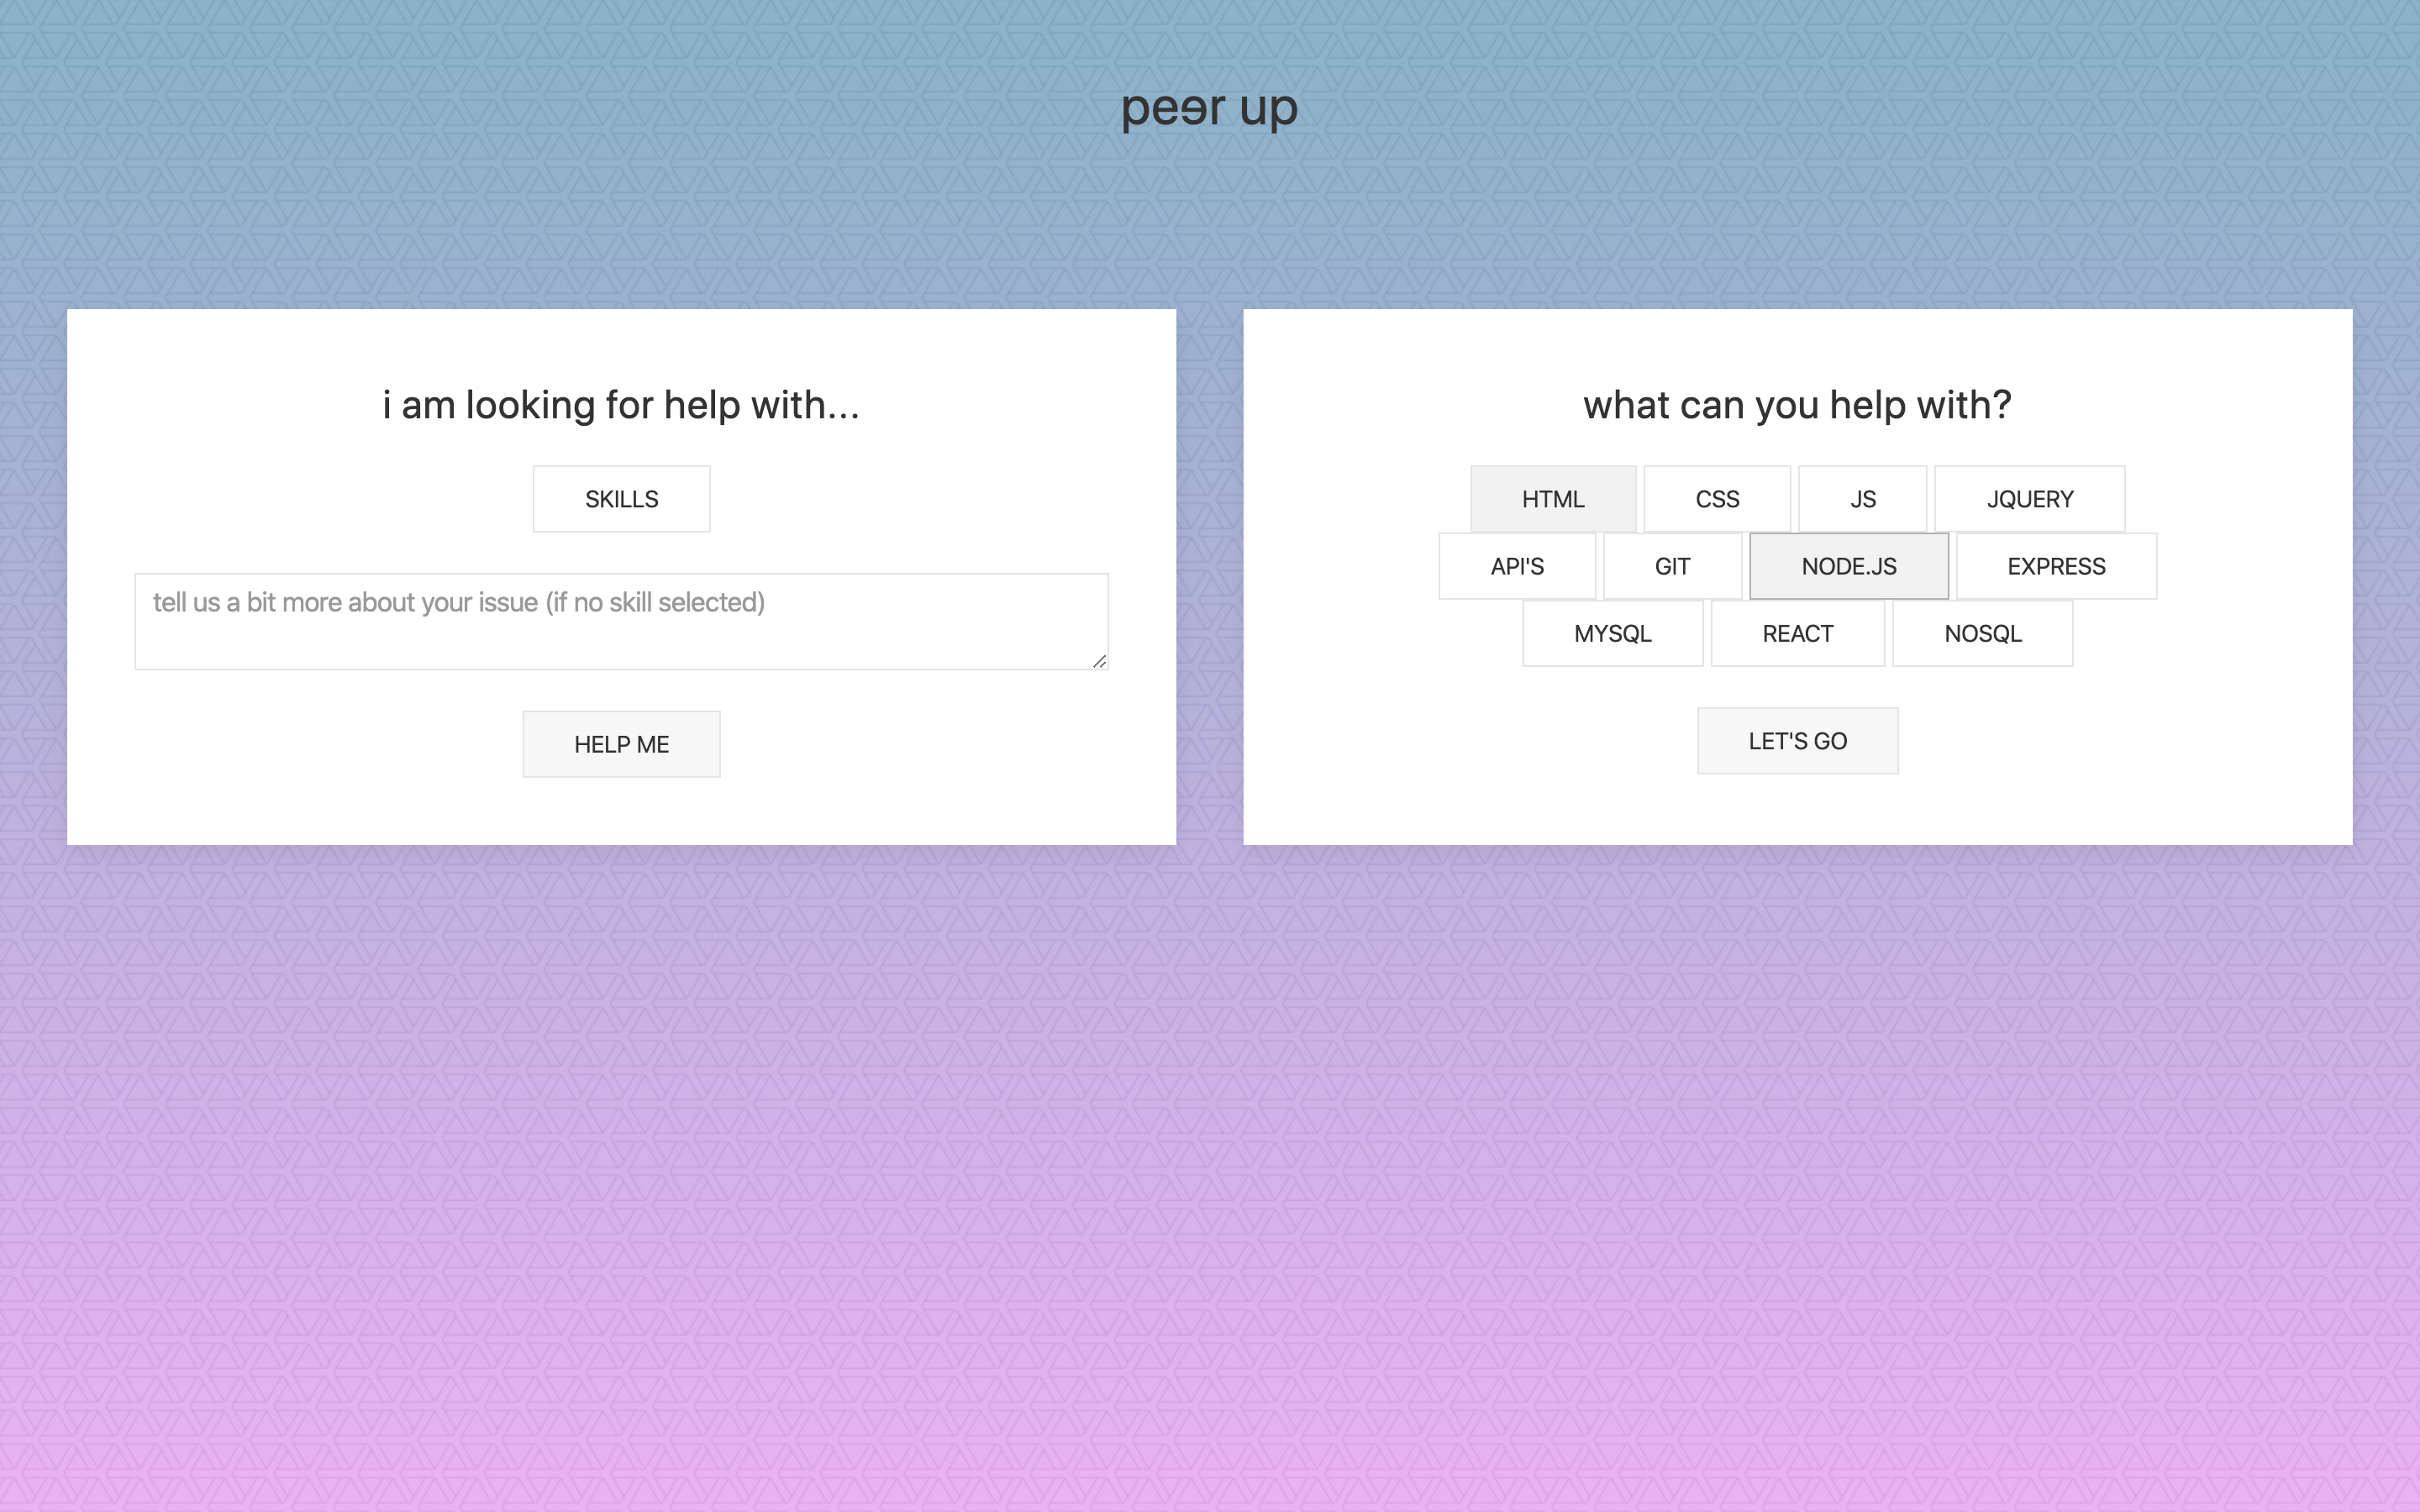 peɘr up
i am looking for help with...
SKILLS
tell us a bit more about your issue (if no skill selected)
HELP ME
what can you help with?
HTML CSS JS JQUERY
API'S GIT NODE.JS EXPRESS
MYSQL REACT NOSQL
LET'S GO